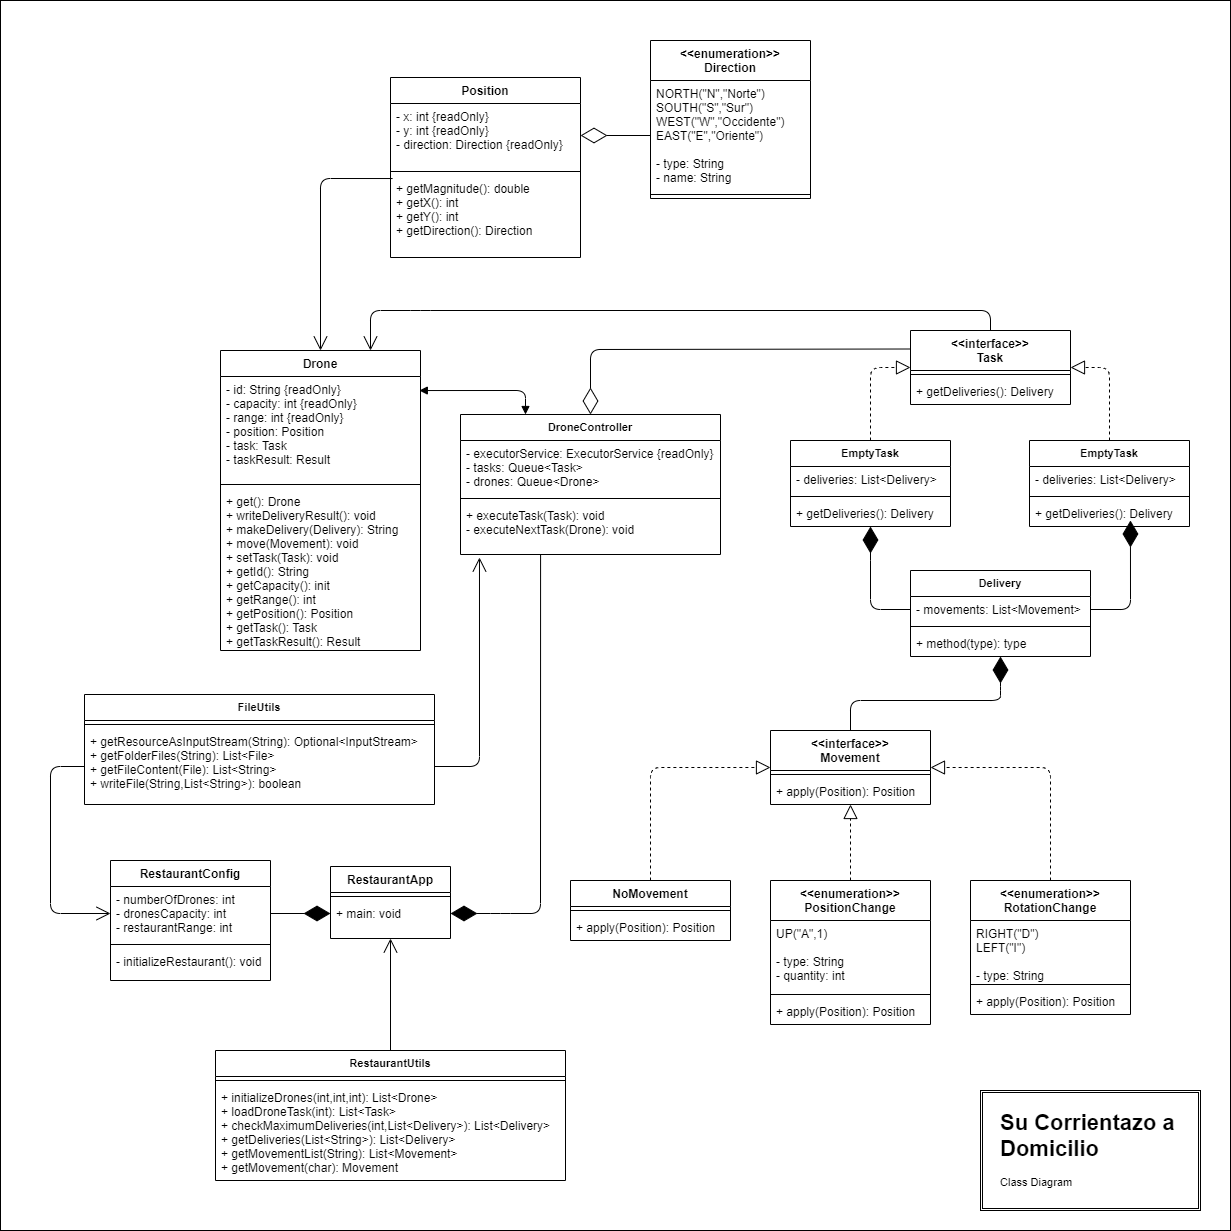 <<enumeration>>
Direction
NORTH("N","Norte")
SOUTH("S","Sur")
WEST("W","Occidente")
EAST("E","Oriente")
- type: String
- name: String
Position
- x: int {readOnly}
- y: int {readOnly}
- direction: Direction {readOnly}
+ getMagnitude(): double
+ getX(): int
+ getY(): int
+ getDirection(): Direction
<<interface>>
Task
+ getDeliveries(): Delivery
Drone
- id: String {readOnly}
- capacity: int {readOnly}
- range: int {readOnly}
- position: Position
- task: Task
- taskResult: Result
+ get(): Drone
+ writeDeliveryResult(): void
+ makeDelivery(Delivery): String
+ move(Movement): void
+ setTask(Task): void
+ getId(): String
+ getCapacity(): init
+ getRange(): int
+ getPosition(): Position
+ getTask(): Task
+ getTaskResult(): Result
DroneController
- executorService: ExecutorService {readOnly}
- tasks: Queue<Task>
- drones: Queue<Drone>
+ executeTask(Task): void
- executeNextTask(Drone): void
EmptyTask
- deliveries: List<Delivery>
+ getDeliveries(): Delivery
EmptyTask
- deliveries: List<Delivery>
+ getDeliveries(): Delivery
Delivery
- movements: List<Movement>
+ method(type): type
FileUtils
+ getResourceAsInputStream(String): Optional<InputStream>
+ getFolderFiles(String): List<File>
+ getFileContent(File): List<String>
+ writeFile(String,List<String>): boolean
<<interface>>
Movement
+ apply(Position): Position
RestaurantConfig
- numberOfDrones: int
- dronesCapacity: int
- restaurantRange: int
- initializeRestaurant(): void
RestaurantApp
+ main: void
NoMovement
+ apply(Position): Position
<<enumeration>>
PositionChange
UP("A",1)
- type: String
- quantity: int
+ apply(Position): Position
<<enumeration>>
RotationChange
RIGHT("D")
LEFT("I")
- type: String
+ apply(Position): Position
RestaurantUtils
+ initializeDrones(int,int,int): List<Drone>
+ loadDroneTask(int): List<Task>
+ checkMaximumDeliveries(int,List<Delivery>): List<Delivery>
+ getDeliveries(List<String>): List<Delivery>
+ getMovementList(String): List<Movement>
+ getMovement(char): Movement
Su Corrientazo a
Domicilio
Class Diagram